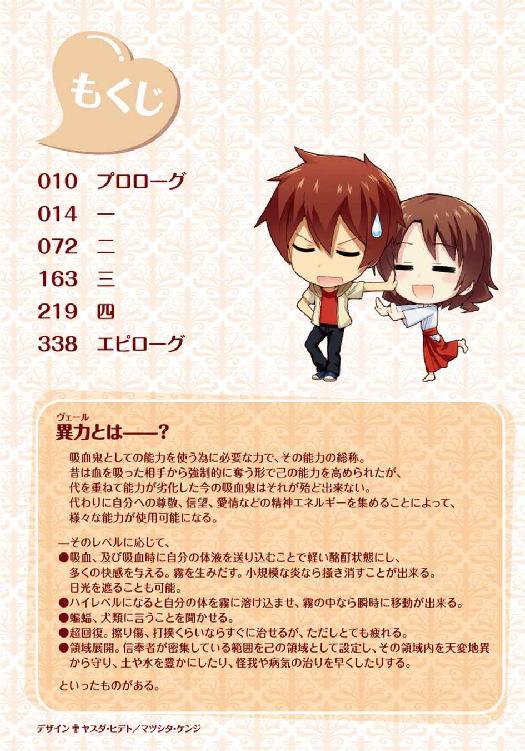 もくじ
010 プロローグ
014 一
072 二
163 三
219 四
338 エピローグ
ヴェール
異力とは——?
吸血鬼としての能力を使う為に必要な力で、その能力の総称。
昔は血を吸った相手から強制的に奪う形で己の能力を高められたが、
代を重ねて能力が劣化した今の吸血鬼はそれが殆ど出来ない。
代わりに自分への尊敬、信望、愛情などの精神エネルギーを集めることによって、
様々な能力が使用可能になる。
—そのレベルに応じて、
●吸血、及び吸血時に自分の体液を送り込むことで軽い酩酊状態にし、
多くの快感を与える。霧を生みだす。小規模な炎なら掻き消すことが出来る。
日光を遮ることも可能。
●ハイレベルになると自分の体を霧に溶け込ませ、霧の中なら瞬時に移動が出来る。
●蝙蝠、犬類に言うことを聞かせる。
●超回復。擦り傷、打撲くらいならすぐに治せるが、ただしとても疲れる。
●領域展開。信奉者が密集している範囲を己の領域として設定し、その領域内を天変地異
から守り、土や水を豊かにしたり、怪我や病気の治りを早くしたりする。
といったものがある。
デザイン✟ヤスダ・ヒデト/マツシタ・ケンジ